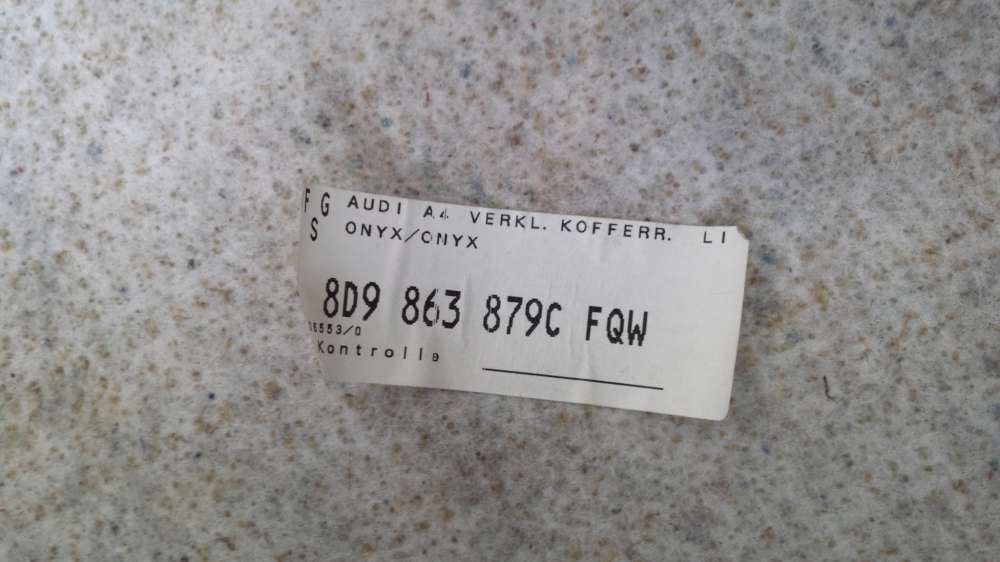 F G AUDI A4 VERKL. KOFFERR. LI
S ONYX/ONYX
8D9 863 879C FQW
Kontrolle